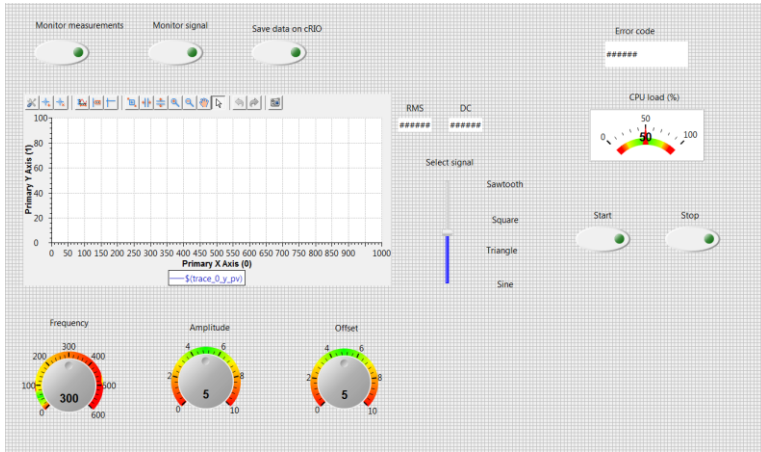 Monitor measurements
Monitor signal
Save data on cRIO
Error code
######
CPU load (%)
0
50
100
50
RMS
DC
######
######
Select signal
Sawtooth
Square
Triangle
Sine
Start
Stop
100
80
60
40
20
0
Primary Y Axis (1)
0 50 100 150 200 250 300 350 400 450 500 550 600 650 700 750 800 850 900 1000
Primary X Axis (0)
$(trace_0_y_pv)
Frequency
0
100
200
300
400
500
600
300
Amplitude
0
2
4
6
8
10
5
Offset
0
2
4
6
8
10
5